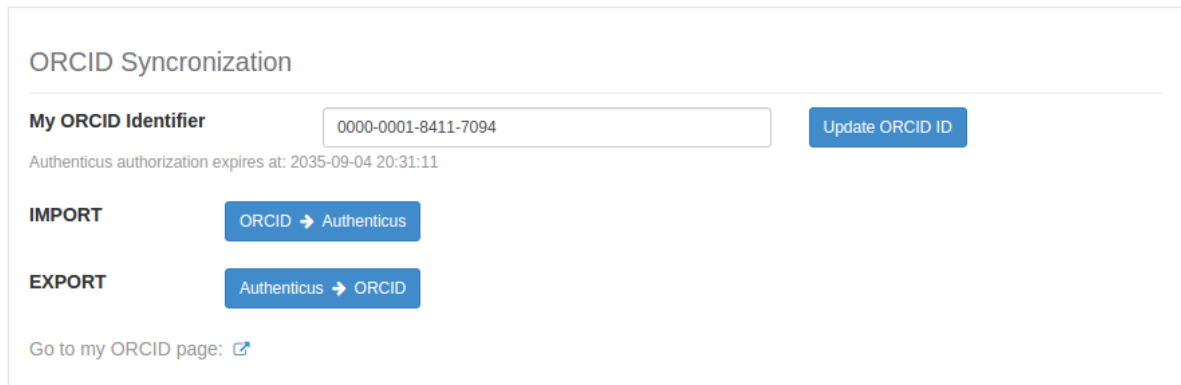 ORCID Syncronization
My ORCID Identifier 0000-0001-8411-7094 Update ORCID ID
Authenticus authorization expires at: 2035-09-04 20:31:11
IMPORT ORCID → Authenticus
EXPORT Authenticus → ORCID
Go to my ORCID page: